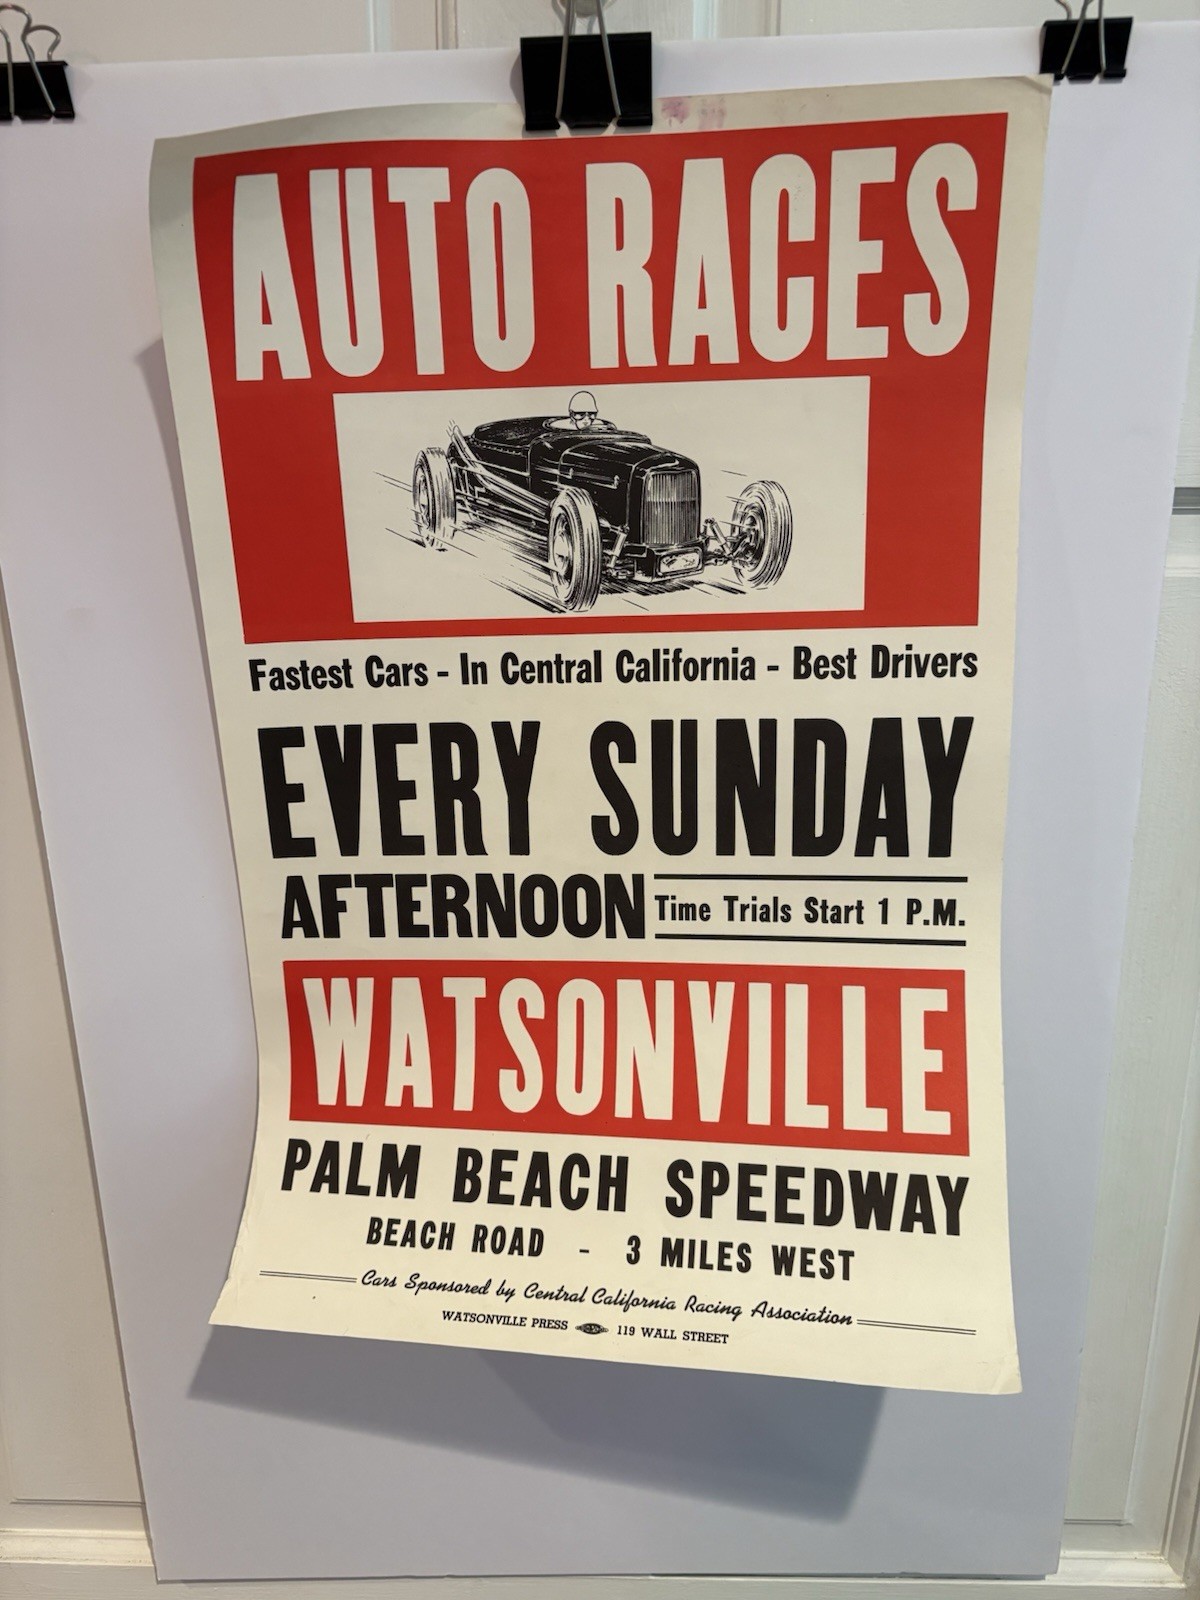 AUTO RACES
Fastest Cars - In Central California - Best Drivers
EVERY SUNDAY
AFTERNOON Time Trials Start 1 P.M.
WATSONVILLE
PALM BEACH SPEEDWAY
BEACH ROAD - 3 MILES WEST
Cars Sponsored by Central California Racing Association
WATSONVILLE PRESS 119 WALL STREET